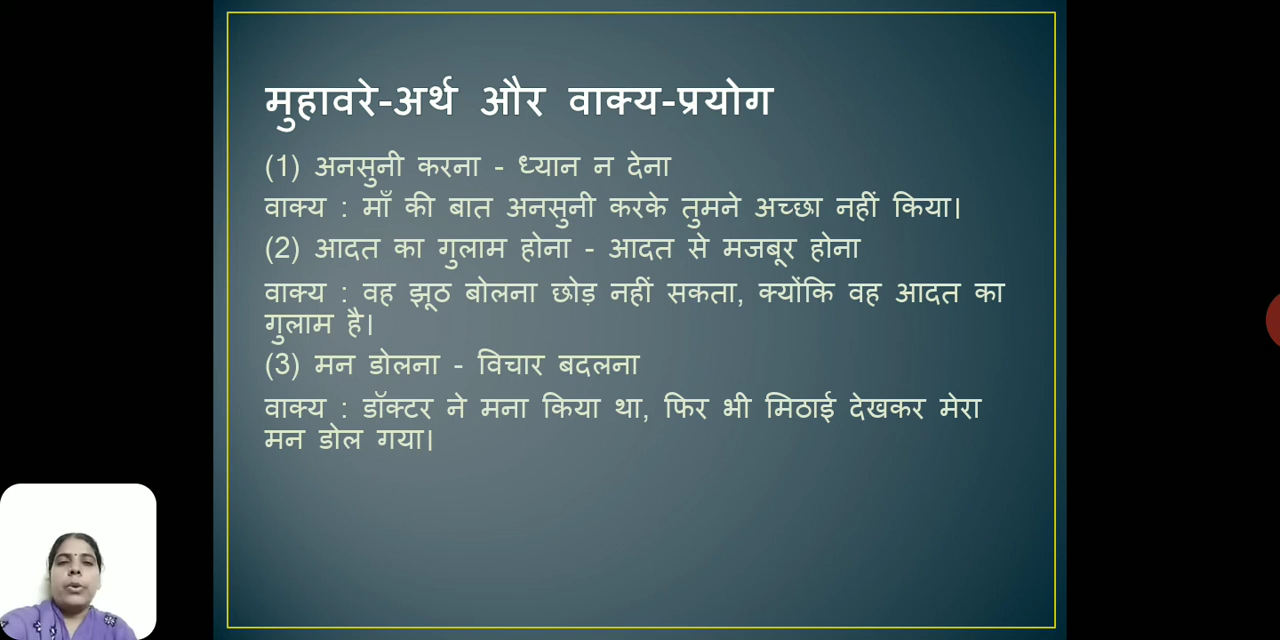 मुहावरे-अर्थ और वाक्य-प्रयोग
(1) अनसुनी करना - ध्यान न देना
वाक्य : माँ की बात अनसुनी करके तुमने अच्छा नहीं किया।
(2) आदत का गुलाम होना - आदत से मजबूर होना
वाक्य : वह झूठ बोलना छोड़ नहीं सकता, क्योंकि वह आदत का
गुलाम है।
(3) मन डोलना - विचार बदलना
वाक्य : डॉक्टर ने मना किया था, फिर भी मिठाई देखकर मेरा
मन डोल गया।